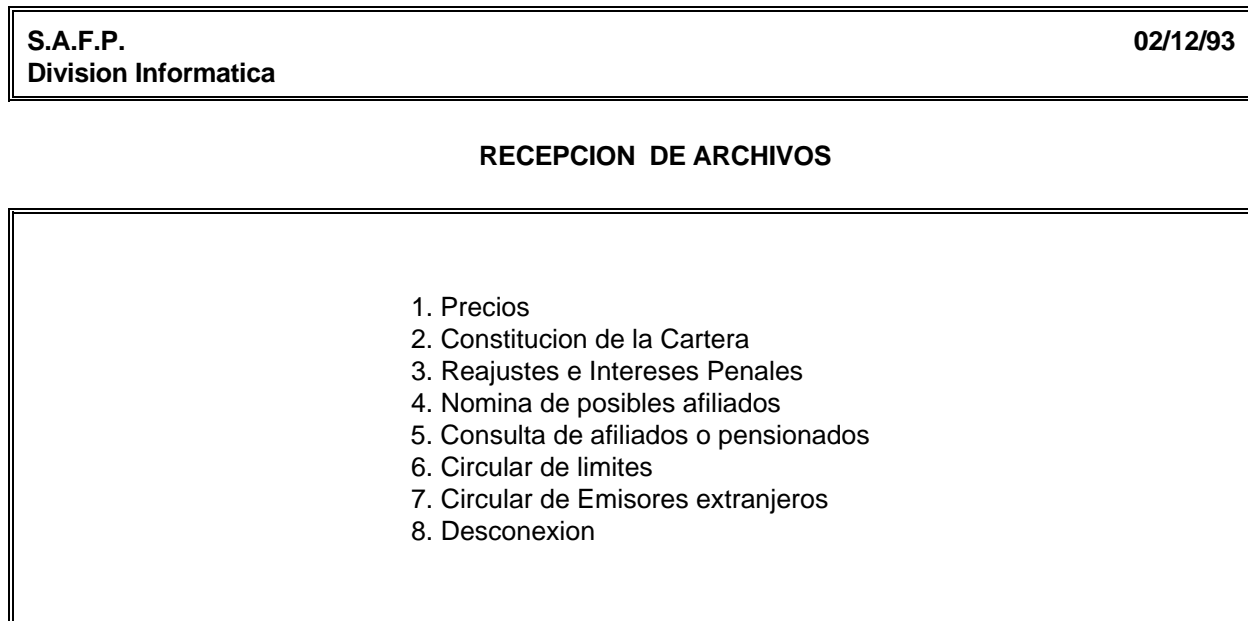 S.A.F.P. 02/12/93
Division Informatica
RECEPCION DE ARCHIVOS
1. Precios
2. Constitucion de la Cartera
3. Reajustes e Intereses Penales
4. Nomina de posibles afiliados
5. Consulta de afiliados o pensionados
6. Circular de limites
7. Circular de Emisores extranjeros
8. Desconexion